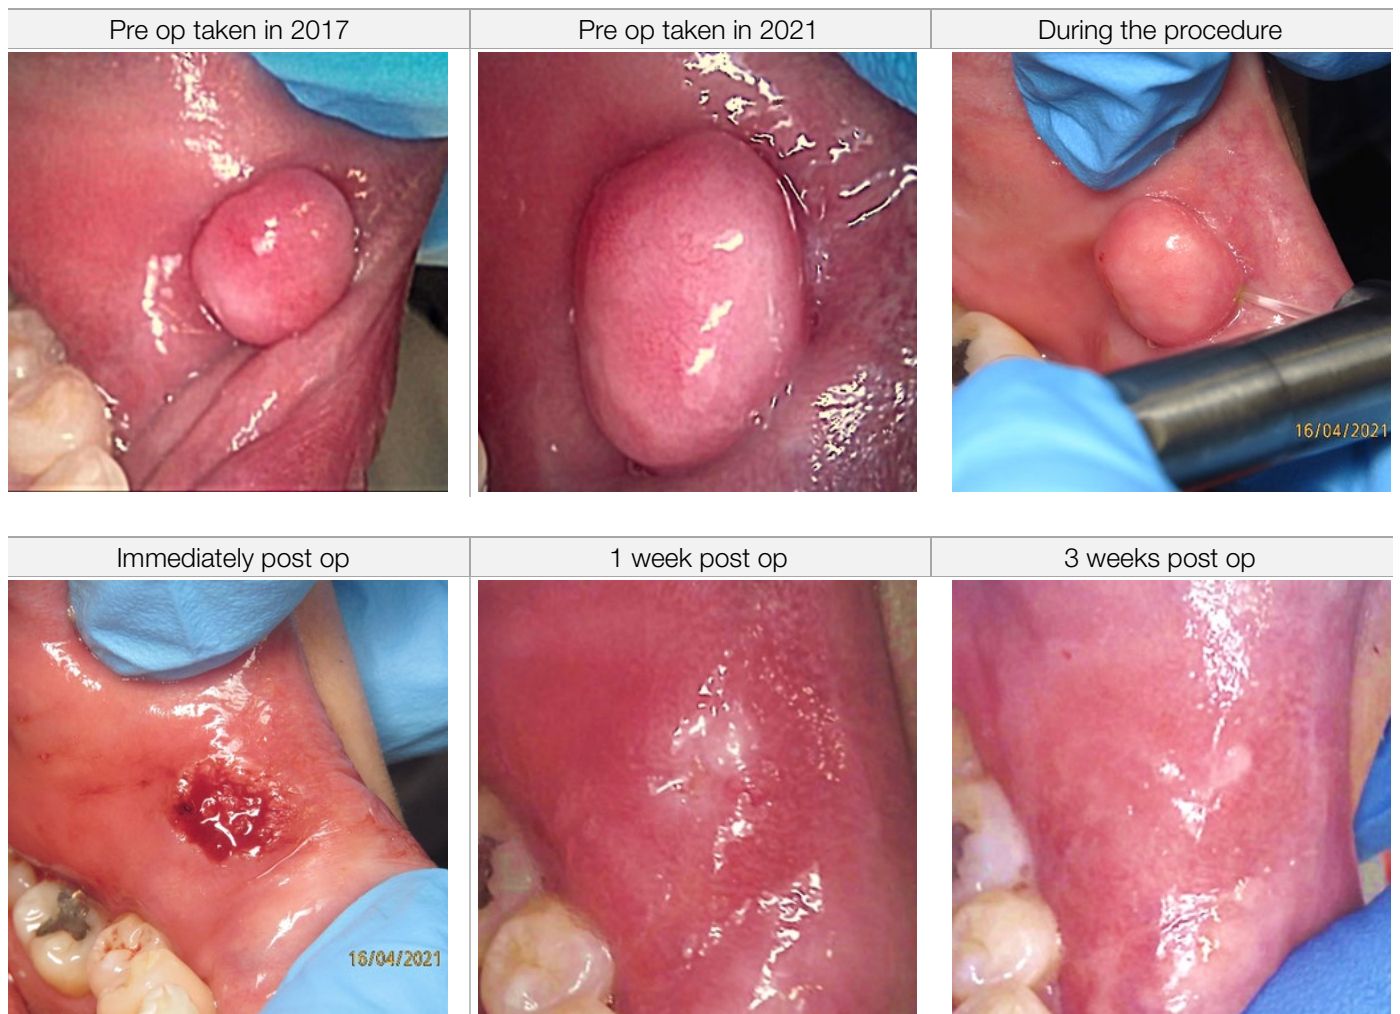 Pre op taken in 2017
Pre op taken in 2021
During the procedure
16/04/2021
Immediately post op
1 week post op
3 weeks post op
16/04/2021